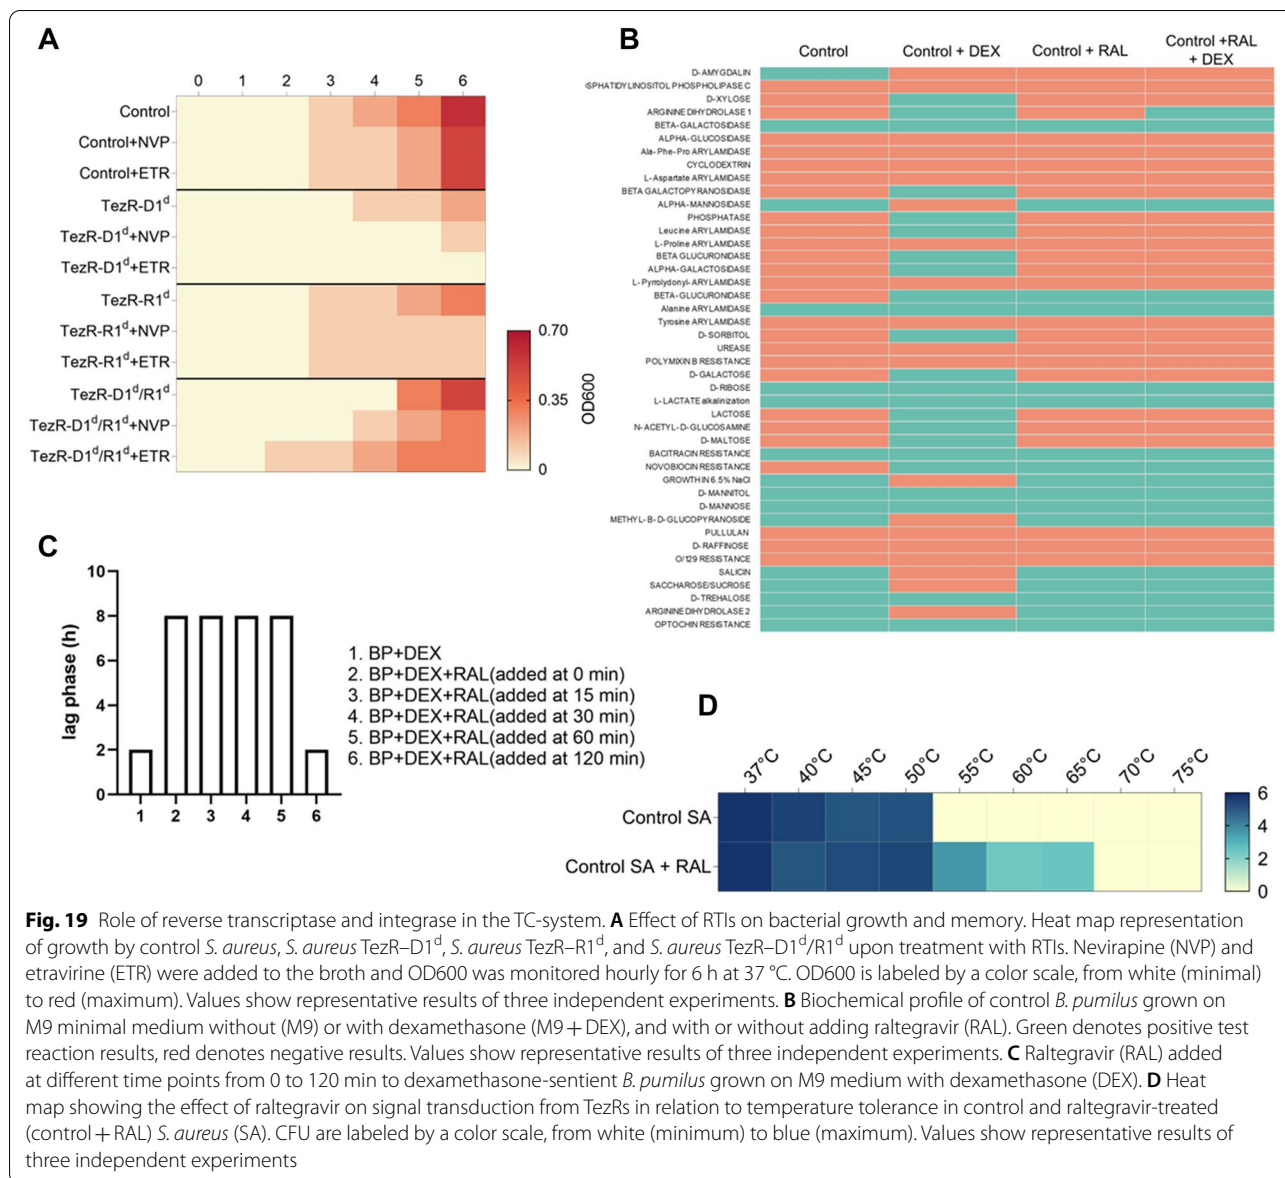 A
0 1 2 3 4 5 6
Control
Control+NVP
Control+ETR
TezR-D1d
TezR-D1d+NVP
TezR-D1d+ETR
TezR-R1d
TezR-R1d+NVP
TezR-R1d+ETR
TezR-D1d/R1d
TezR-D1d/R1d+NVP
TezR-D1d/R1d+ETR
0.70
0.35
0
OD600
B
Control
Control + DEX
Control + RAL
Control +RAL
+ DEX
D-AMYGDALIN
SPHATIDYLINOSITOL PHOSPHOLIPASE C
D-XYLOSE
ARGININE DIHYDROLASE 1
BETA-GALACTOSIDASE
ALPHA-GLUCOSIDASE
Ala-Phe-Pro ARYLAMIDASE
CYCLODEXTRIN
L-Aspartate ARYLAMIDASE
BETA GALACTOPYRANOSIDASE
ALPHA-MANNOSIDASE
PHOSPHATASE
Leucine ARYLAMIDASE
L-Proline ARYLAMIDASE
BETA GLUCURONIDASE
ALPHA-GALACTOSIDASE
L-Pyrrolydonyl-ARYLAMIDASE
BETA-GLUCURONIDASE
Alanine ARYLAMIDASE
Tyrosine ARYLAMIDASE
D-SORBITOL
UREASE
POLYMIXIN B RESISTANCE
D-GALACTOSE
D-RIBOSE
L-LACTATE alkalinization
LACTOSE
N-ACETYL-D-GLUCOSAMINE
D-MALTOSE
BACITRACIN RESISTANCE
NOVOBIOCIN RESISTANCE
GROWTH IN 6.5% NaCl
D-MANNITOL
D-MANNOSE
METHYL-B-D-GLUCOPYRANOSIDE
PULLULAN
D-RAFFINOSE
O/129 RESISTANCE
SALICIN
SACCHAROSE/SUCROSE
D-TREHALOSE
ARGININE DIHYDROLASE 2
OPTOCHIN RESISTANCE
C
lag phase (h)
10
8
6
4
2
0
1 2 3 4 5 6
1. BP+DEX
2. BP+DEX+RAL(added at 0 min)
3. BP+DEX+RAL(added at 15 min)
4. BP+DEX+RAL(added at 30 min)
5. BP+DEX+RAL(added at 60 min)
6. BP+DEX+RAL(added at 120 min)
D
37°C 40°C 45°C 50°C 55°C 60°C 65°C 70°C 75°C
Control SA
Control SA + RAL
6
4
2
0
Fig. 19 Role of reverse transcriptase and integrase in the TC-system. A Effect of RTIs on bacterial growth and memory. Heat map representation
of growth by control S. aureus, S. aureus TezR–D1d, S. aureus TezR–R1d, and S. aureus TezR–D1d/R1d upon treatment with RTIs. Nevirapine (NVP) and
etravirine (ETR) were added to the broth and OD600 was monitored hourly for 6 h at 37 °C. OD600 is labeled by a color scale, from white (minimal)
to red (maximum). Values show representative results of three independent experiments. B Biochemical profile of control B. pumilus grown on
M9 minimal medium without (M9) or with dexamethasone (M9 + DEX), and with or without adding raltegravir (RAL). Green denotes positive test
reaction results, red denotes negative results. Values show representative results of three independent experiments. C Raltegravir (RAL) added
at different time points from 0 to 120 min to dexamethasone-sentient B. pumilus grown on M9 medium with dexamethasone (DEX). D Heat
map showing the effect of raltegravir on signal transduction from TezRs in relation to temperature tolerance in control and raltegravir-treated
(control + RAL) S. aureus (SA). CFU are labeled by a color scale, from white (minimum) to blue (maximum). Values show representative results of
three independent experiments